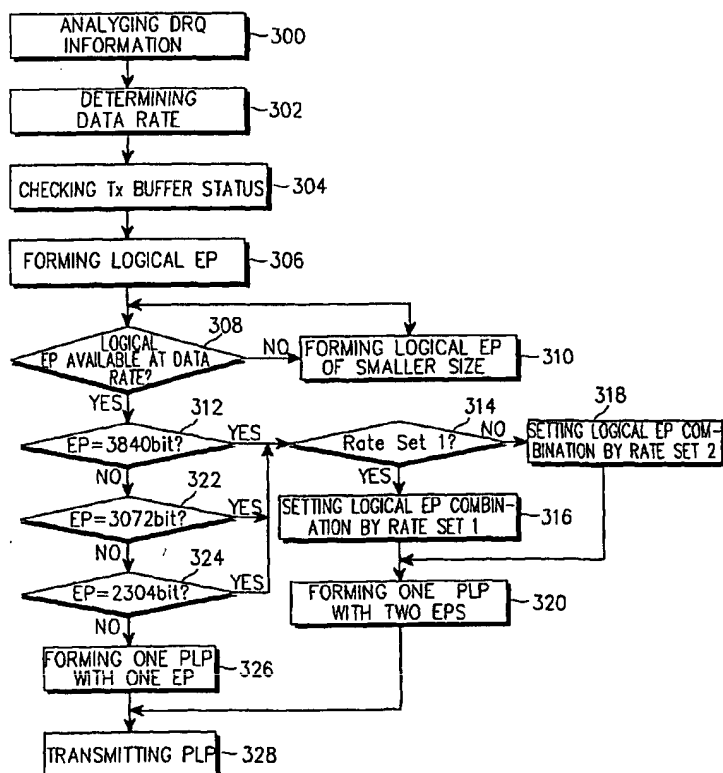 ANALYGING DRQ
INFORMATION
300
DETERMINING
DATA RATE
302
CHECKING Tx BUFFER STATUS
304
FORMING LOGICAL EP
306
LOGICAL
EP AVAILABLE AT DATA
RATE?
308
NO
FORMING LOGICAL EP
OF SMALLER SIZE
310
YES
EP=3840bit?
312
YES
Rate Set 1?
314
NO
SETTING LOGICAL EP COM-
BINATION BY RATE SET 2
318
NO
YES
EP=3072bit?
322
YES
SETTING LOGICAL EP COMBIN-
ATION BY RATE SET 1
316
NO
EP=2304bit?
324
YES
FORMING ONE PLP
WITH TWO EPS
320
NO
FORMING ONE PLP
WITH ONE EP
326
TRANSMITTING PLP
328